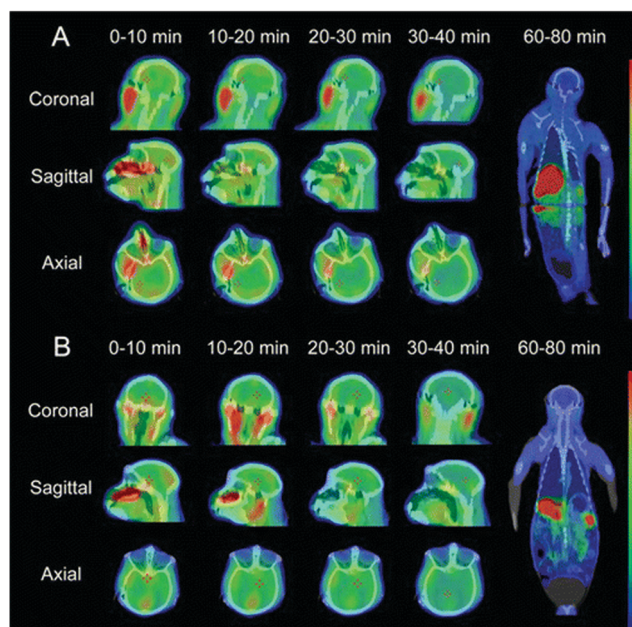 A 0-10 min 10-20 min 20-30 min 30-40 min 60-80 min
Coronal
Sagittal
Axial
B 0-10 min 10-20 min 20-30 min 30-40 min 60-80 min
Coronal
Sagittal
Axial